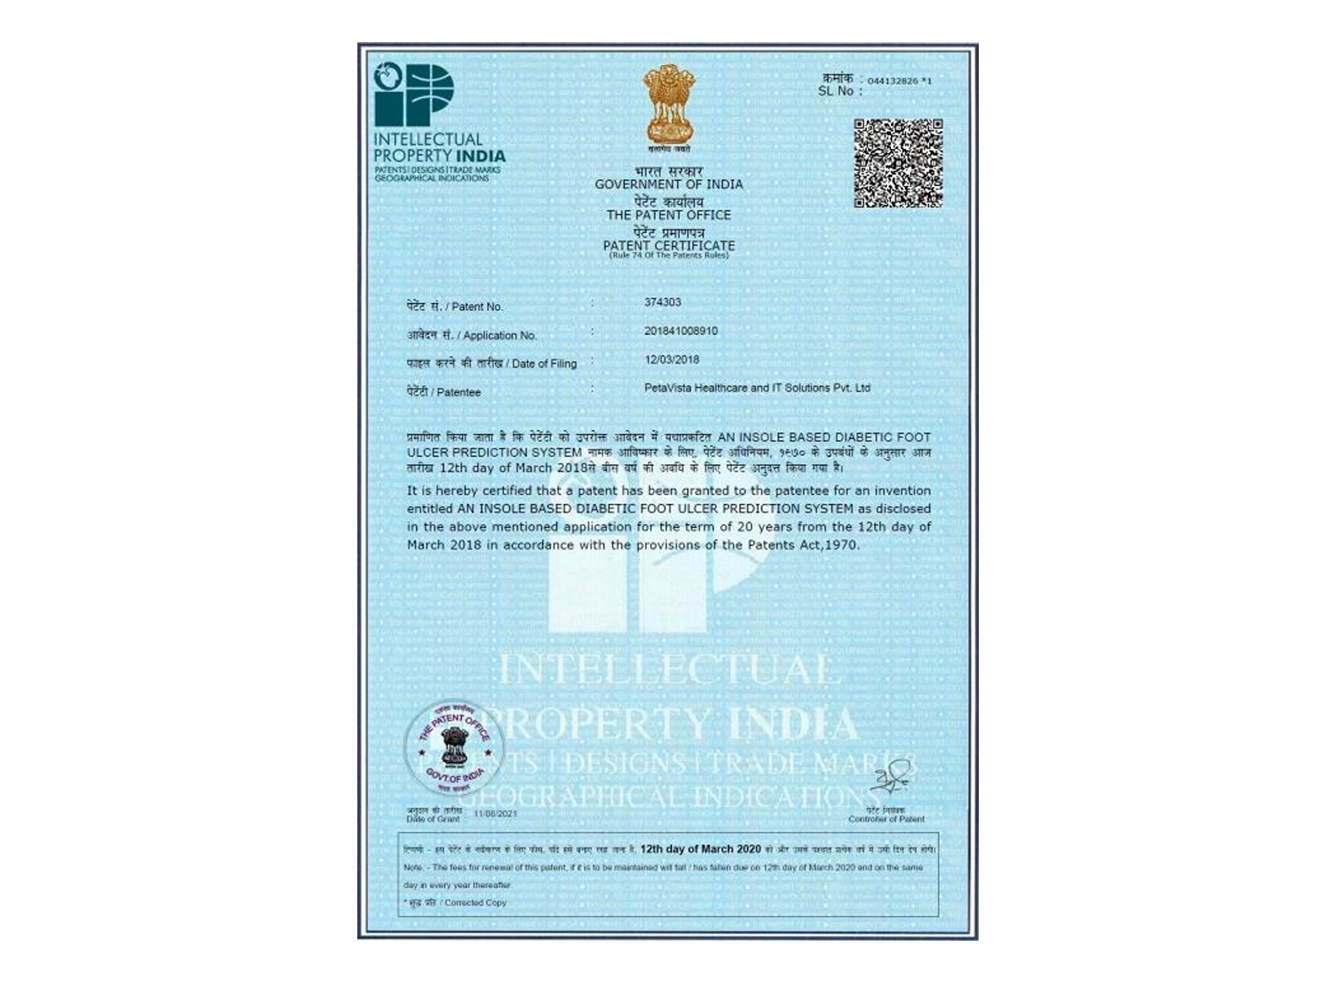 INTELLECTUAL
PROPERTY INDIA
PATENTS | DESIGNS | TRADE MARKS
GEOGRAPHICAL INDICATIONS
सत्यमेव जयते
क्रमांक : 044132826 *1
SL No :
भारत सरकार
GOVERNMENT OF INDIA
पेटेंट कार्यालय
THE PATENT OFFICE
पेटेंट प्रमाणपत्र
PATENT CERTIFICATE
(Rule 74 Of The Patents Rules)
पेटेंट सं. / Patent No. : 374303
आवेदन सं. / Application No. : 201841008910
फाइल करने की तारीख / Date of Filing : 12/03/2018
पेटेंटी / Patentee : PetaVista Healthcare and IT Solutions Pvt. Ltd
प्रमाणित किया जाता है कि पेटेंटी को उपरोक्त आवेदन में यथाप्रकटित AN INSOLE BASED DIABETIC FOOT
ULCER PREDICTION SYSTEM नामक आविष्कार के लिए, पेटेंट अधिनियम, १९७० के उपबंधों के अनुसार आज
तारीख 12th day of March 2018से बीस वर्ष की अवधि के लिए पेटेंट अनुदत्त किया गया है।
It is hereby certified that a patent has been granted to the patentee for an invention
entitled AN INSOLE BASED DIABETIC FOOT ULCER PREDICTION SYSTEM as disclosed
in the above mentioned application for the term of 20 years from the 12th day of
March 2018 in accordance with the provisions of the Patents Act,1970.
INTELLECTUAL
PROPERTY INDIA
PATENTS | DESIGNS | TRADE MARKS
GEOGRAPHICAL INDICATIONS
THE PATENT OFFICE
GOVT.OF INDIA
भारत सरकार
अनुदान की तारीख
Date of Grant : 11/08/2021
पेटेंट नियंत्रक
Controller of Patent
टिप्पणी - इस पेटेंट के नवीकरण के लिए फीस, यदि इसे बनाए रखा जाना है, 12th day of March 2020 को और उसके पश्चात प्रत्येक वर्ष में उसी दिन देय होगी।
Note. - The fees for renewal of this patent, if it is to be maintained will fall / has fallen due on 12th day of March 2020 and on the same
day in every year thereafter.
* शुद्ध प्रति / Corrected Copy